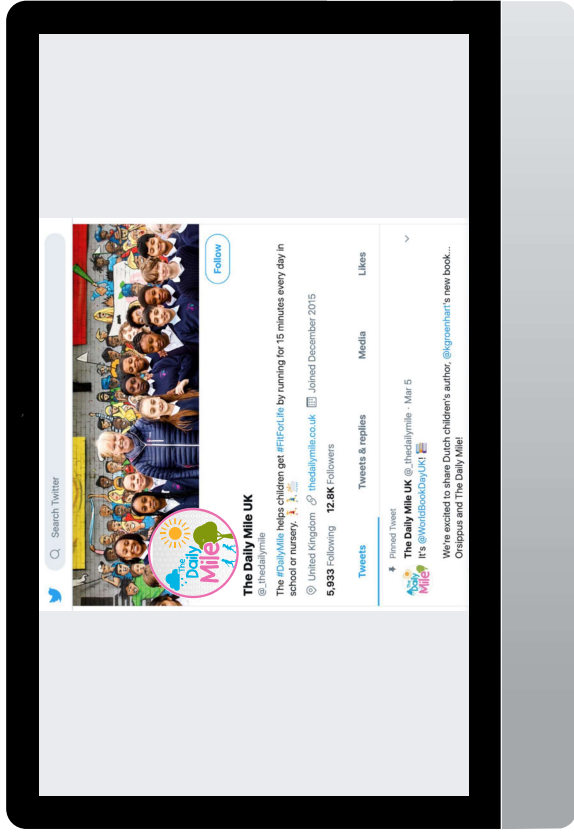 Search Twitter
The Daily Mile
Follow
The Daily Mile UK
@_thedailymile
The #DailyMile helps children get #FitForLife by running for 15 minutes every day in
school or nursery.
United Kingdom thedailymile.co.uk Joined December 2015
5,933 Following 12.8K Followers
Tweets Tweets & replies Media Likes
Pinned Tweet
The Daily Mile
The Daily Mile UK @_thedailymile · Mar 5
It's @WorldBookDayUK!
We're excited to share Dutch children's author, @kgroenhart's new book...
Orsippus and The Daily Mile!